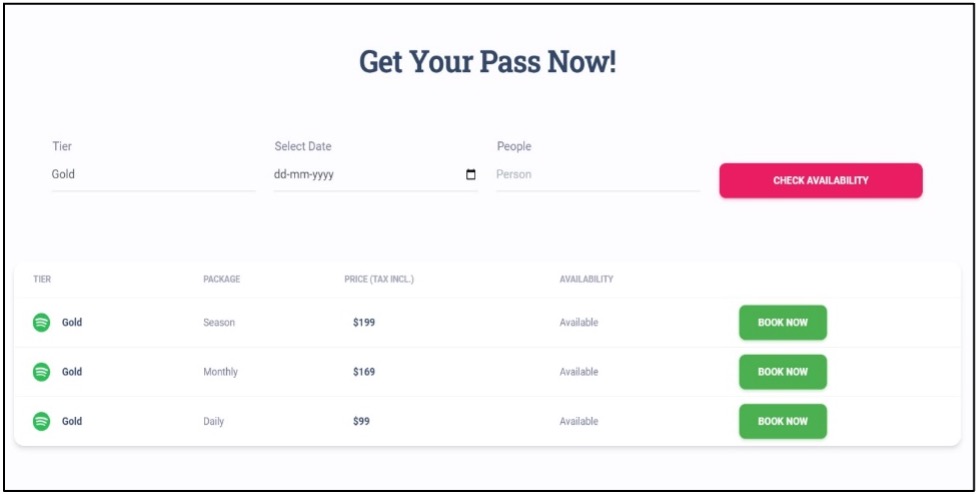 Get Your Pass Now!
Tier Select Date People
Gold dd-mm-yyyy Person CHECK AVAILABILITY
TIER PACKAGE PRICE (TAX INCL.) AVAILABILITY
Gold Season $199 Available BOOK NOW
Gold Monthly $169 Available BOOK NOW
Gold Daily $99 Available BOOK NOW